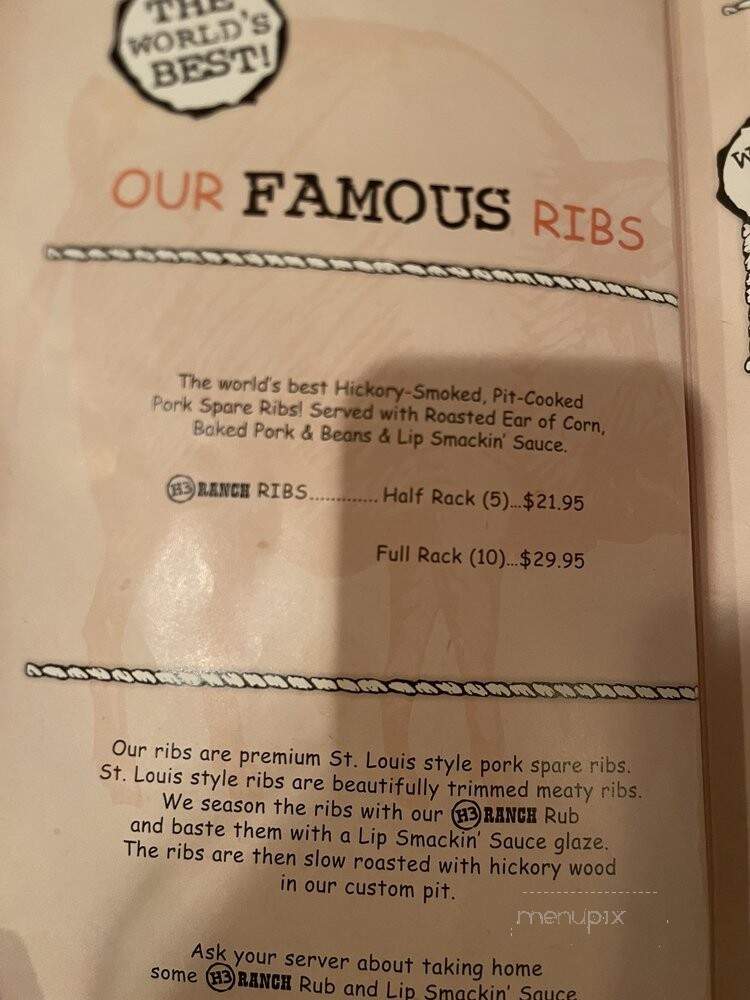 THE
WORLD'S
BEST!
OUR FAMOUS RIBS
The world's best Hickory-Smoked, Pit-Cooked
Pork Spare Ribs! Served with Roasted Ear of Corn,
Baked Pork & Beans & Lip Smackin' Sauce.
H3 RANCH RIBS............. Half Rack (5)...$21.95
Full Rack (10)...$29.95
Our ribs are premium St. Louis style pork spare ribs.
St. Louis style ribs are beautifully trimmed meaty ribs.
We season the ribs with our H3 RANCH Rub
and baste them with a Lip Smackin' Sauce glaze.
The ribs are then slow roasted with hickory wood
in our custom pit.
menupix
Ask your server about taking home
some H3 RANCH Rub and Lip Smackin' Sauce